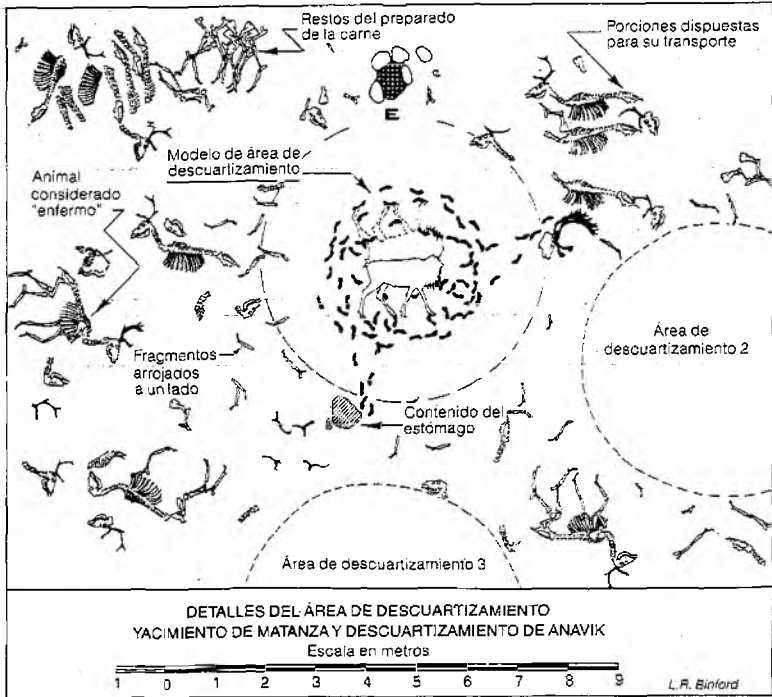 Restos del preparado
de la carne
Porciones dispuestas
para su transporte
E
Modelo de área de
descuartizamiento
Animal
considerado
"enfermo"
Área de
descuartizamiento 2
Fragmentos
arrojados
a un lado
Contenido del
estómago
Área de descuartizamiento 3
DETALLES DEL ÁREA DE DESCUARTIZAMIENTO
YACIMIENTO DE MATANZA Y DESCUARTIZAMIENTO DE ANAVIK
Escala en metros
1 0 1 2 3 4 5 6 7 8 9
L.R. Binford